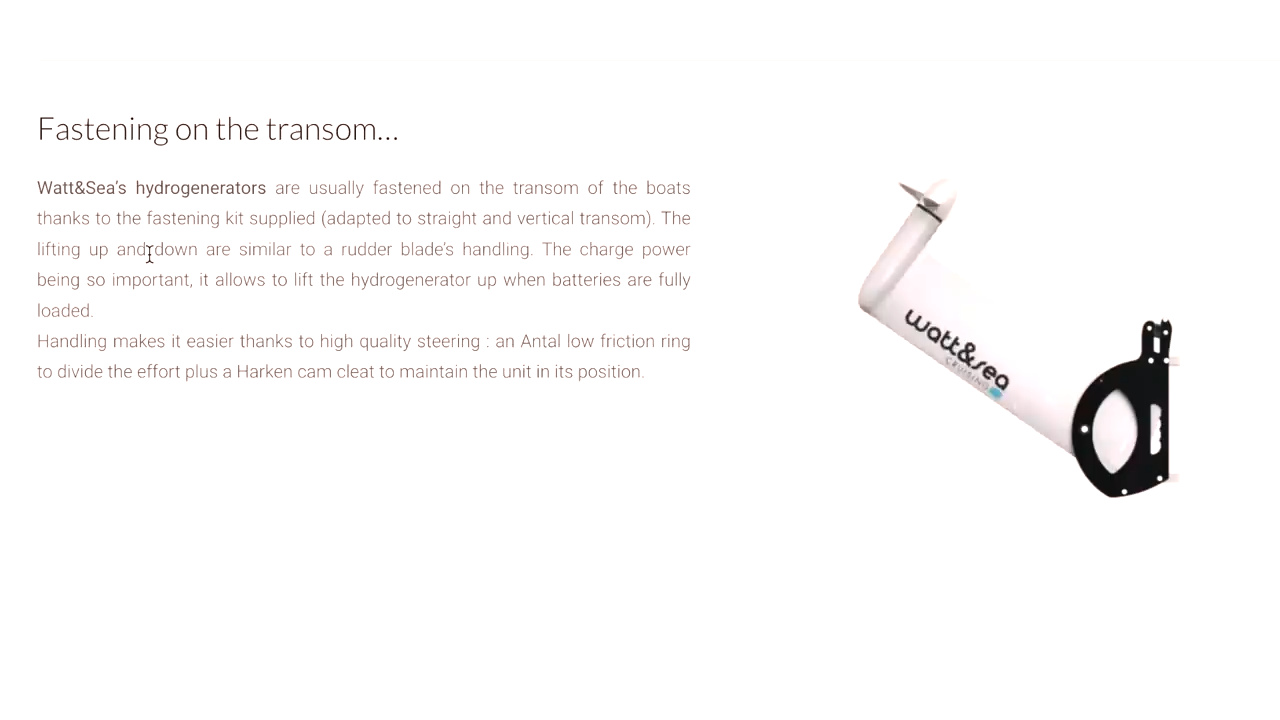 Fastening on the transom...
Watt&Sea's hydrogenerators are usually fastened on the transom of the boats
thanks to the fastening kit supplied (adapted to straight and vertical transom). The
lifting up and down are similar to a rudder blade's handling. The charge power
being so important, it allows to lift the hydrogenerator up when batteries are fully
loaded.
Handling makes it easier thanks to high quality steering : an Antal low friction ring
to divide the effort plus a Harken cam cleat to maintain the unit in its position.
watt&sea
CRUISING